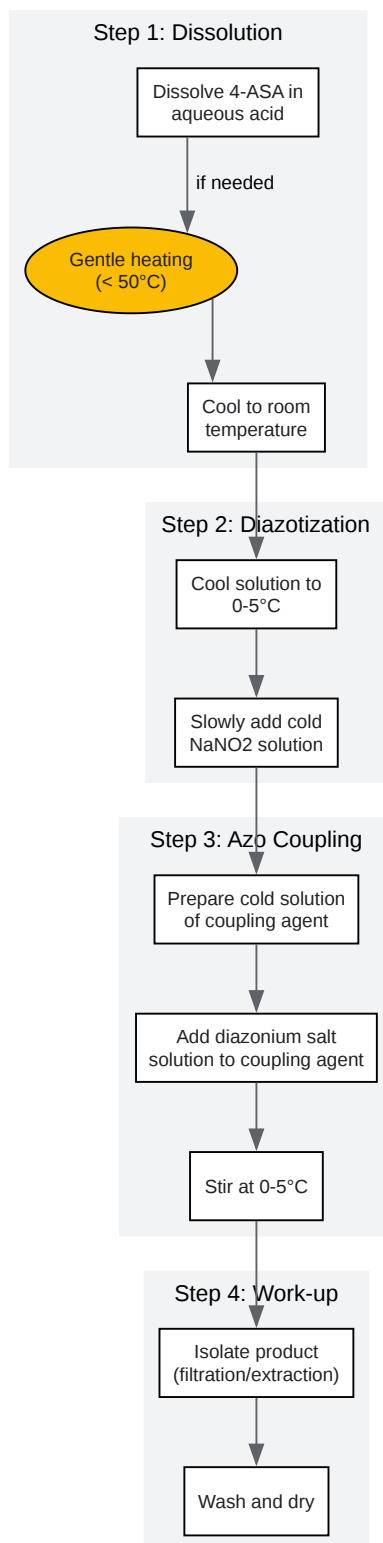 Step 1: Dissolution
Dissolve 4-ASA in
aqueous acid
if needed
Gentle heating
(< 50°C)
Cool to room
temperature
Step 2: Diazotization
Cool solution to
0-5°C
Slowly add cold
NaNO2 solution
Step 3: Azo Coupling
Prepare cold solution
of coupling agent
Add diazonium salt
solution to coupling agent
Stir at 0-5°C
Step 4: Work-up
Isolate product
(filtration/extraction)
Wash and dry